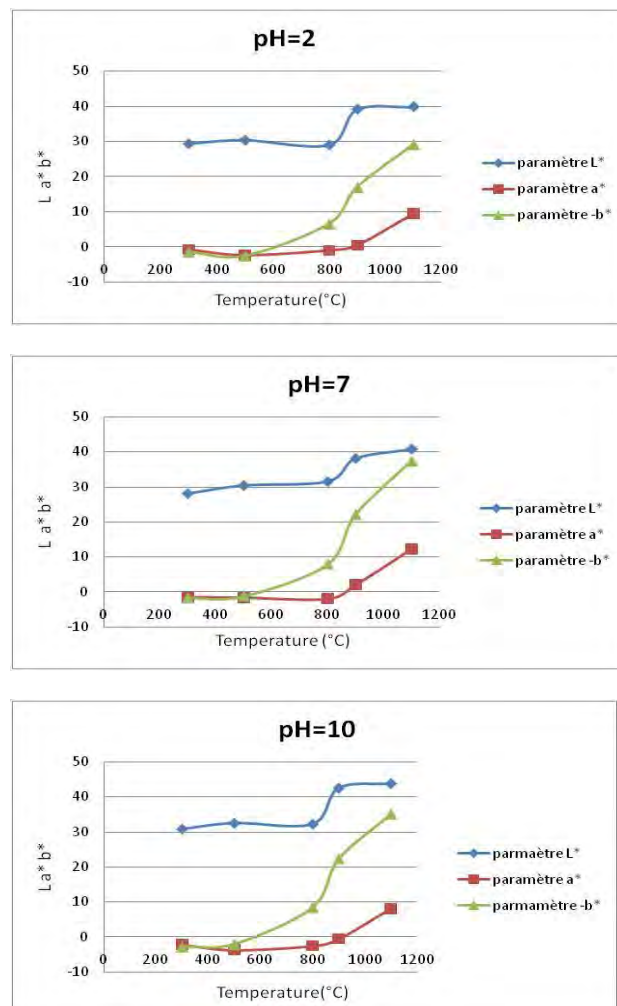 pH=2
50
40
30
20
10
0
-10
0 200 400 600 800 1000 1200
L a* b*
Temperature(°C)
paramètre L*
paramètre a*
paramètre -b*
pH=7
50
40
30
20
10
0
-10
0 200 400 600 800 1000 1200
L a* b*
Temperature (°C)
paramètre L*
paramètre a*
paramètre -b*
pH=10
50
40
30
20
10
0
-10
0 200 400 600 800 1000 1200
L a* b*
Temperature(°C)
parmaètre L*
paramètre a*
parmamètre -b*